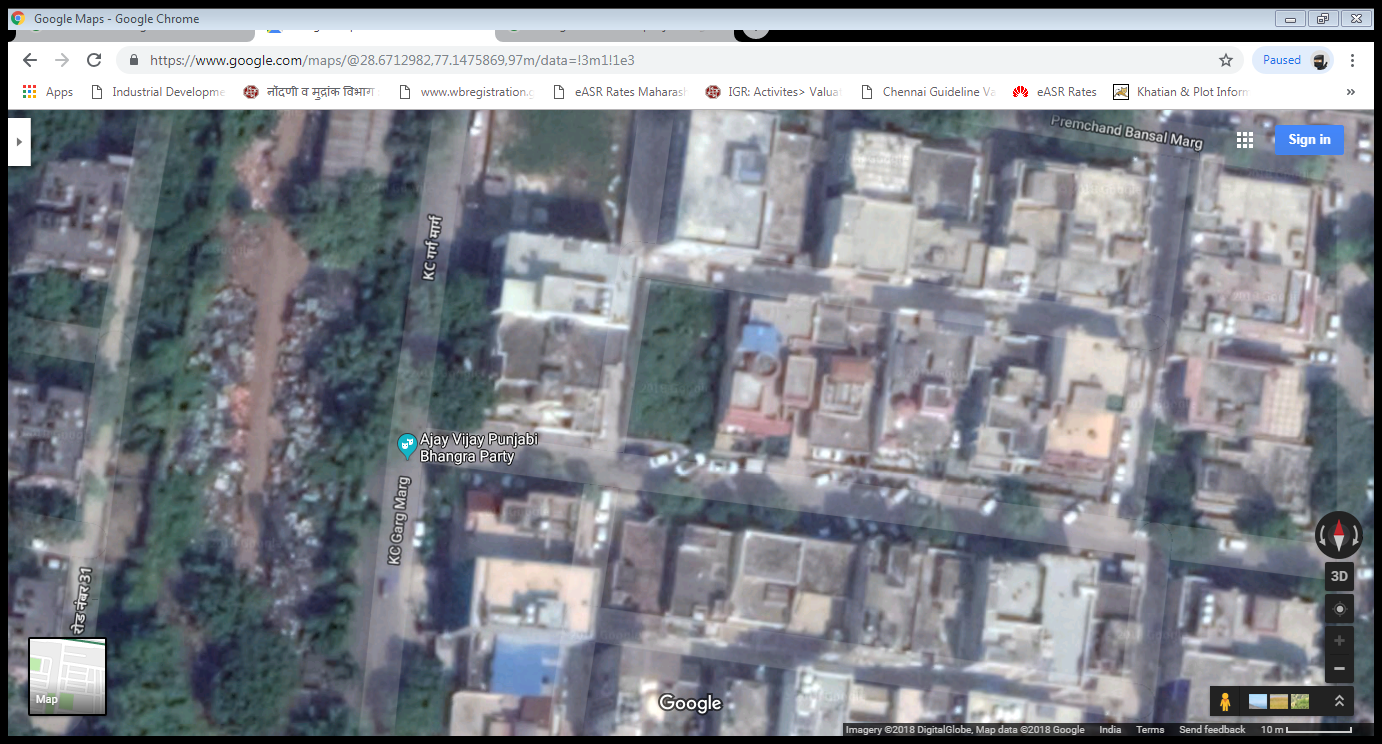 Google Maps - Google Chrome
https://www.google.com/maps/@28.6712982,77.1475869,97m/data=!3m1!1e3
Paused
Apps
Industrial Developme
नोंदणी व मुद्रांक विभाग
www.wbregistration.g
eASR Rates Maharash
IGR: Activites> Valuat
Chennai Guideline Va
eASR Rates
Khatian & Plot Inform
»
Premchand Bansal Marg
Sign in
KC गर्ग मार्ग
Ajay Vijay Punjabi
Bhangra Party
KC Garg Marg
रोड नंबर 31
3D
Map
Google
Imagery ©2018 DigitalGlobe, Map data ©2018 Google India Terms Send feedback 10 m